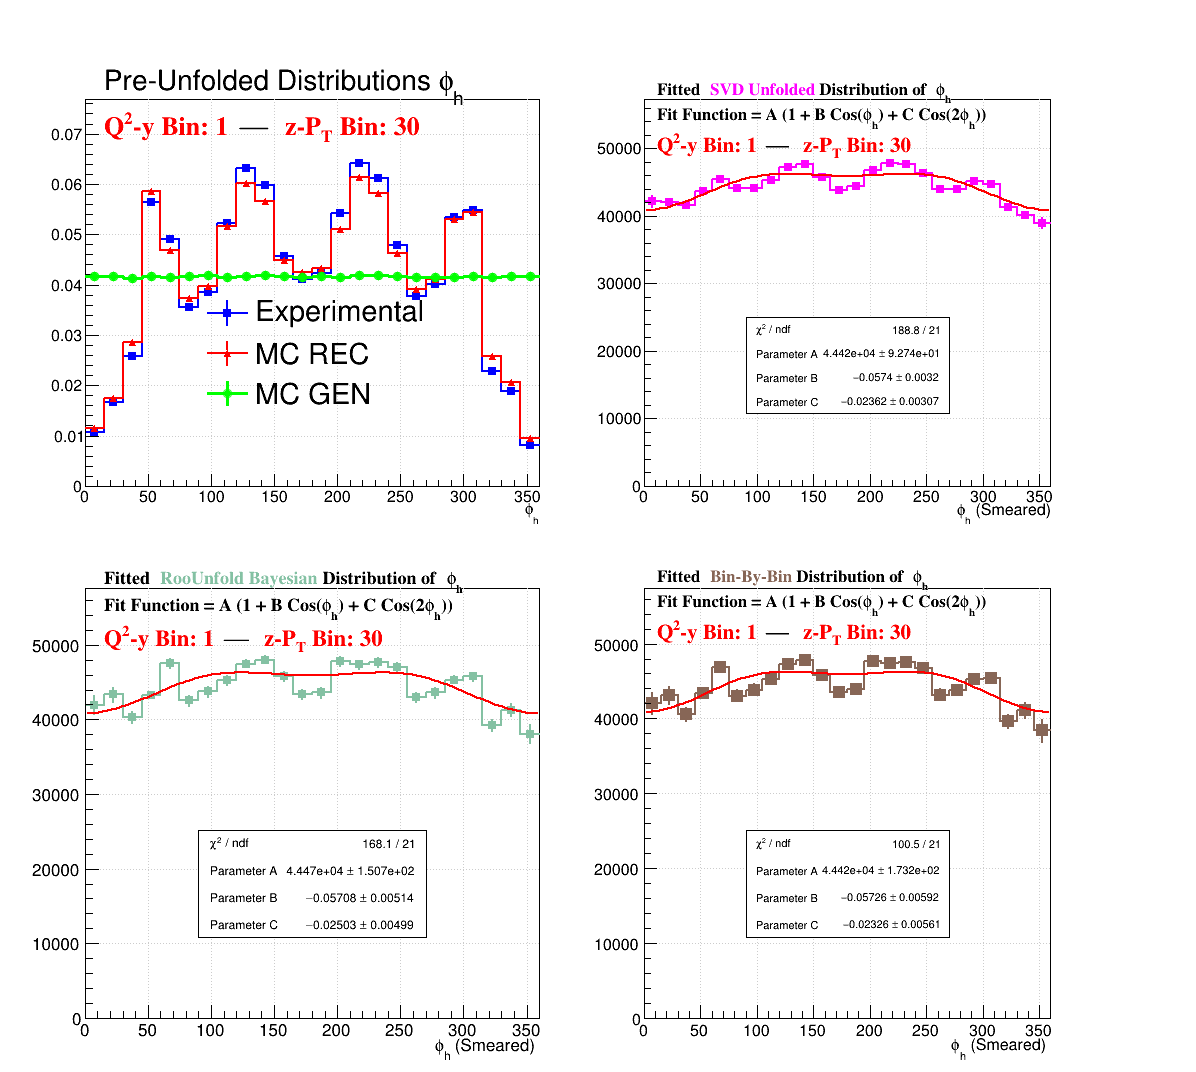 Pre-Unfolded Distributions ϕh
Q2-y Bin: 1 — z-PT Bin: 30
0.07
0.06
0.05
0.04
0.03
0.02
0.01
0
Experimental
MC REC
MC GEN
0 50 100 150 200 250 300 350
ϕh
Fitted SVD Unfolded Distribution of ϕh
Fit Function = A (1 + B Cos(ϕh) + C Cos(2ϕh))
Q2-y Bin: 1 — z-PT Bin: 30
50000
40000
30000
20000
10000
0
χ2 / ndf 188.8 / 21
Parameter A 4.442e+04 ± 9.274e+01
Parameter B −0.0574 ± 0.0032
Parameter C −0.02362 ± 0.00307
0 50 100 150 200 250 300 350
ϕh (Smeared)
Fitted RooUnfold Bayesian Distribution of ϕh
Fit Function = A (1 + B Cos(ϕh) + C Cos(2ϕh))
Q2-y Bin: 1 — z-PT Bin: 30
50000
40000
30000
20000
10000
0
χ2 / ndf 168.1 / 21
Parameter A 4.447e+04 ± 1.507e+02
Parameter B −0.05708 ± 0.00514
Parameter C −0.02503 ± 0.00499
0 50 100 150 200 250 300 350
ϕh (Smeared)
Fitted Bin-By-Bin Distribution of ϕh
Fit Function = A (1 + B Cos(ϕh) + C Cos(2ϕh))
Q2-y Bin: 1 — z-PT Bin: 30
50000
40000
30000
20000
10000
0
χ2 / ndf 100.5 / 21
Parameter A 4.442e+04 ± 1.732e+02
Parameter B −0.05726 ± 0.00592
Parameter C −0.02326 ± 0.00561
0 50 100 150 200 250 300 350
ϕh (Smeared)